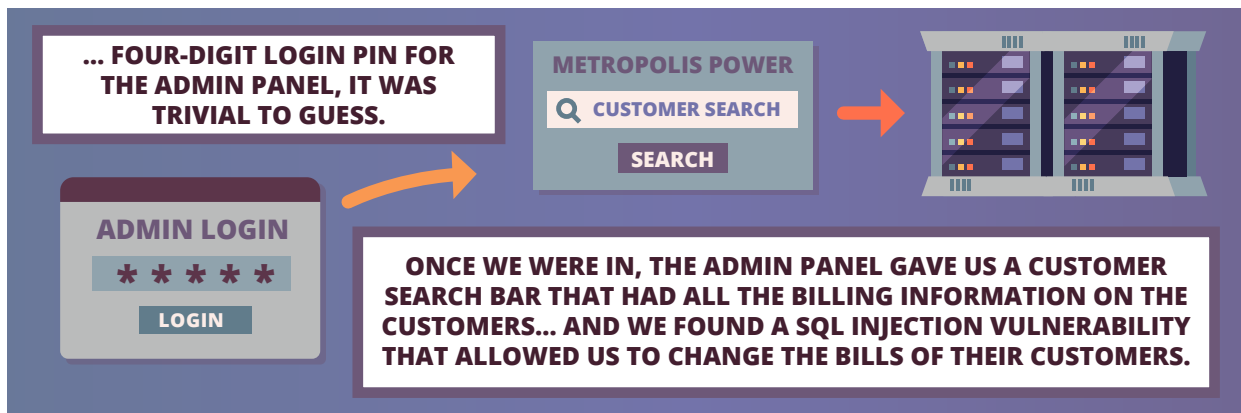 ... FOUR-DIGIT LOGIN PIN FOR
THE ADMIN PANEL, IT WAS
TRIVIAL TO GUESS.
ADMIN LOGIN
*****
LOGIN
METROPOLIS POWER
CUSTOMER SEARCH
SEARCH
ONCE WE WERE IN, THE ADMIN PANEL GAVE US A CUSTOMER
SEARCH BAR THAT HAD ALL THE BILLING INFORMATION ON THE
CUSTOMERS... AND WE FOUND A SQL INJECTION VULNERABILITY
THAT ALLOWED US TO CHANGE THE BILLS OF THEIR CUSTOMERS.